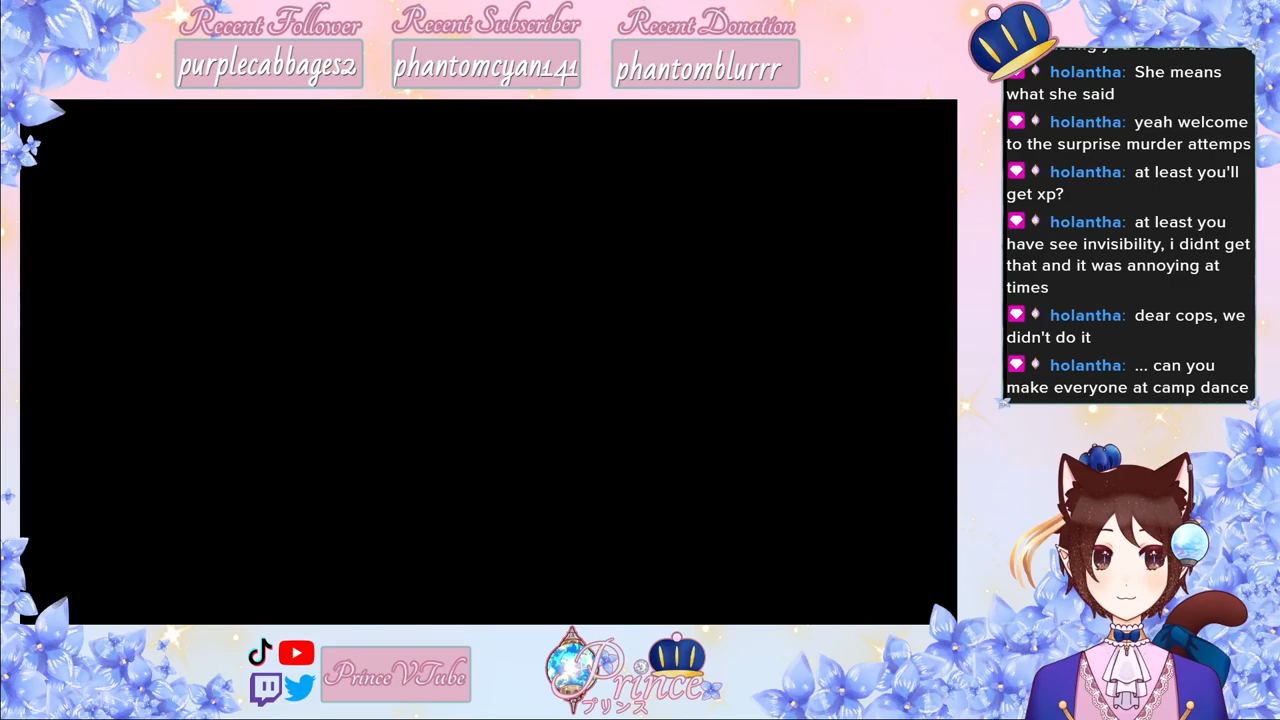 Recent Follower
Recent Subscriber
Recent Donation
purplecabbages2
phantomcyan141
phantomblurrr
holantha: She means
what she said
holantha: yeah welcome
to the surprise murder attemps
holantha: at least you'll
get xp?
holantha: at least you
have see invisibility, i didnt get
that and it was annoying at
times
holantha: dear cops, we
didn't do it
holantha: ... can you
make everyone at camp dance
Prince VTube
Prince
プリンス